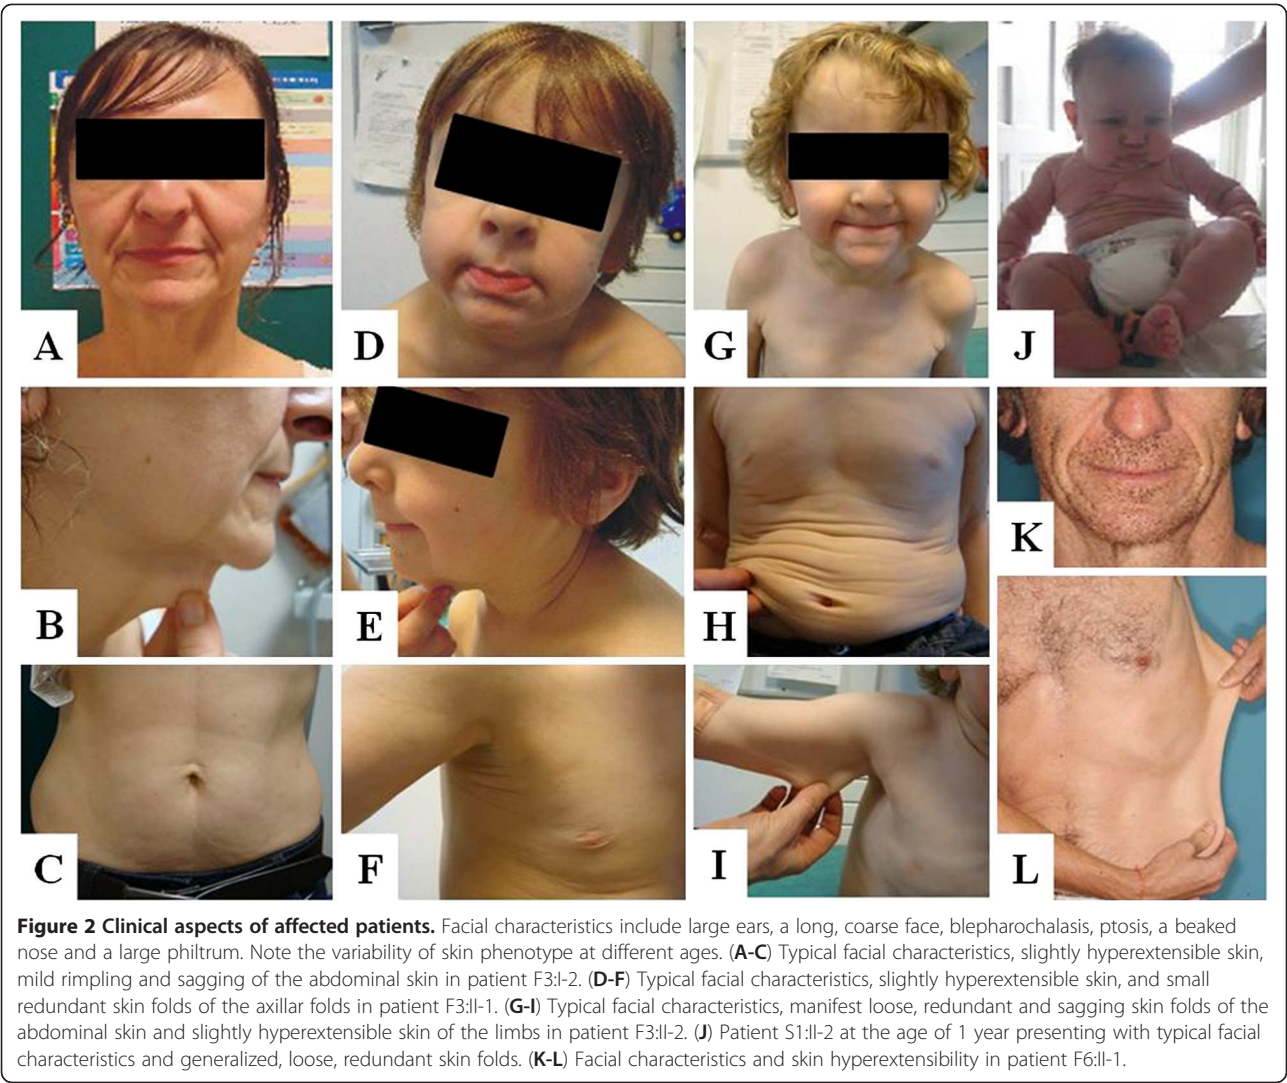 A
D
G
J
B
E
H
K
C
F
I
L
Figure 2 Clinical aspects of affected patients. Facial characteristics include large ears, a long, coarse face, blepharochalasis, ptosis, a beaked
nose and a large philtrum. Note the variability of skin phenotype at different ages. (A-C) Typical facial characteristics, slightly hyperextensible skin,
mild rimpling and sagging of the abdominal skin in patient F3:I-2. (D-F) Typical facial characteristics, slightly hyperextensible skin, and small
redundant skin folds of the axillar folds in patient F3:II-1. (G-I) Typical facial characteristics, manifest loose, redundant and sagging skin folds of the
abdominal skin and slightly hyperextensible skin of the limbs in patient F3:II-2. (J) Patient S1:II-2 at the age of 1 year presenting with typical facial
characteristics and generalized, loose, redundant skin folds. (K-L) Facial characteristics and skin hyperextensibility in patient F6:II-1.